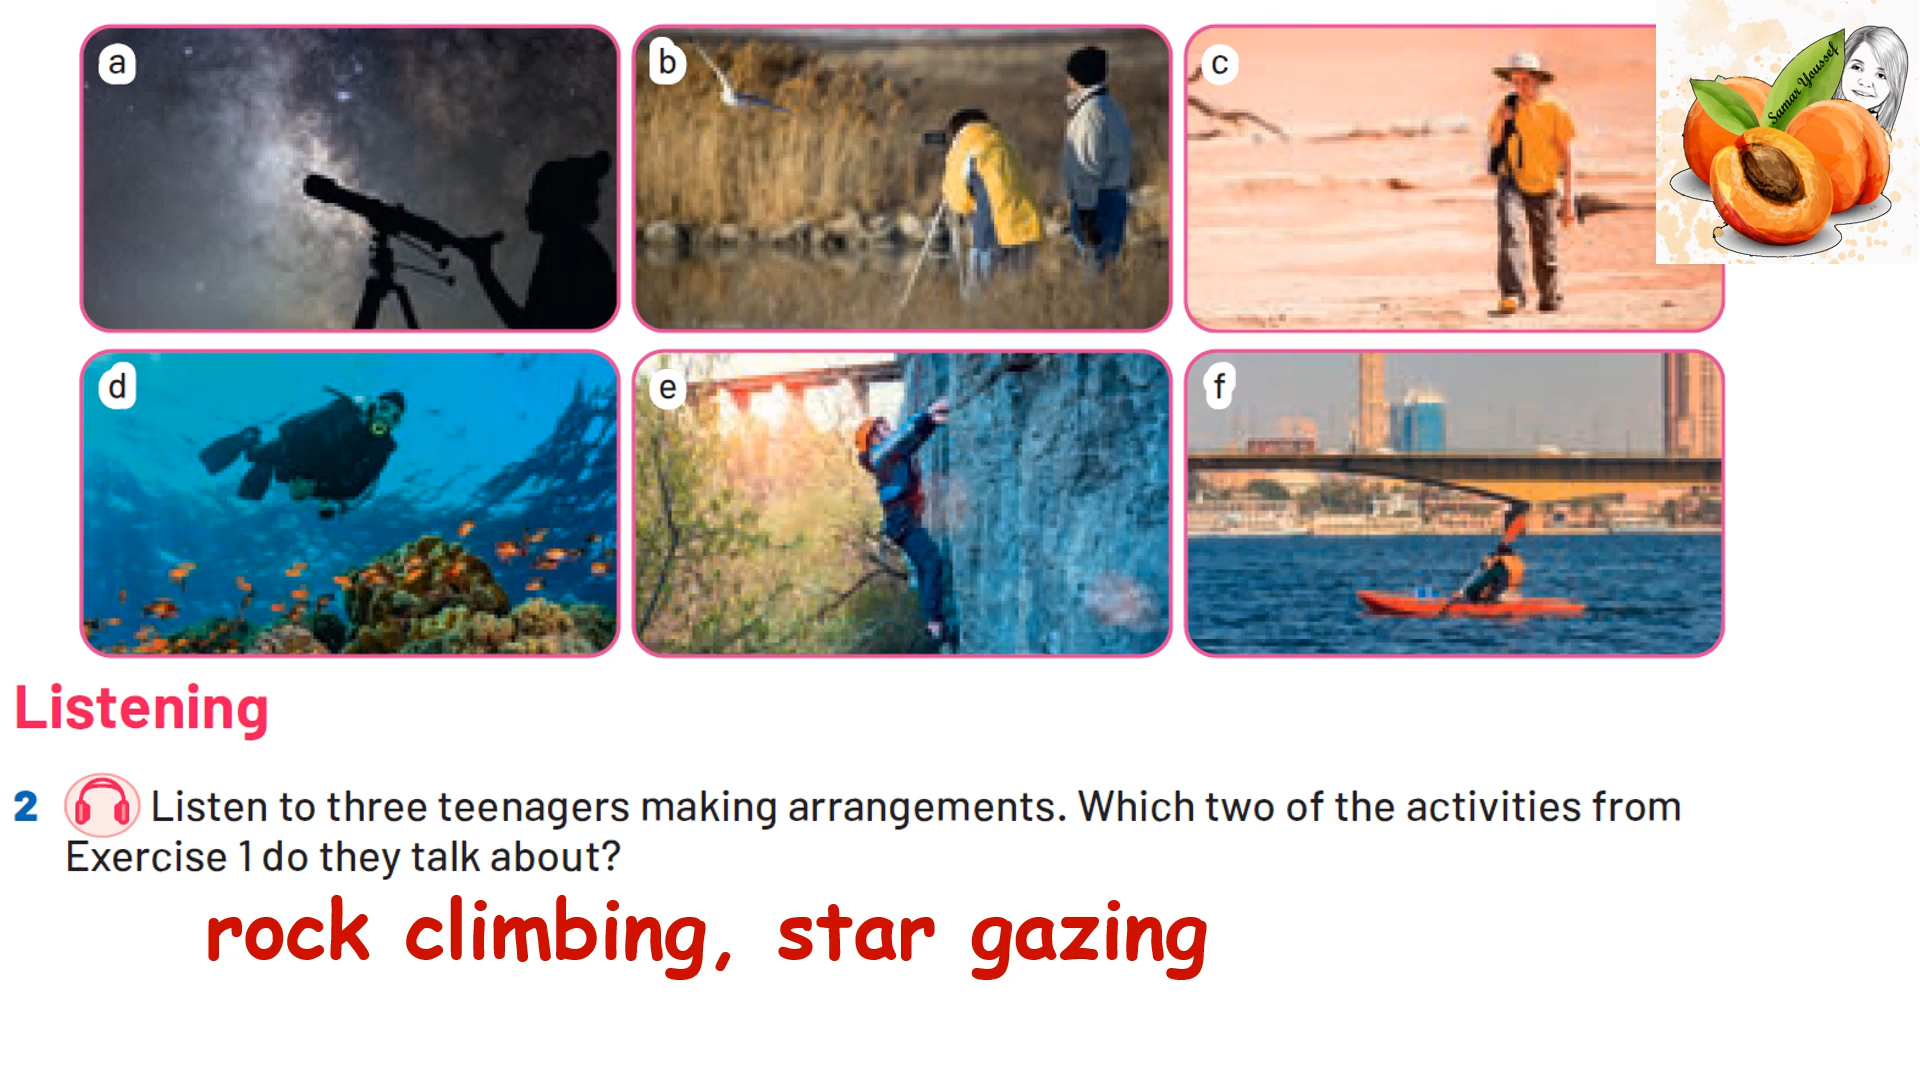 a
b
c
Samar Youssef
d
e
f
Listening
2 Listen to three teenagers making arrangements. Which two of the activities from
Exercise 1 do they talk about?
rock climbing, star gazing